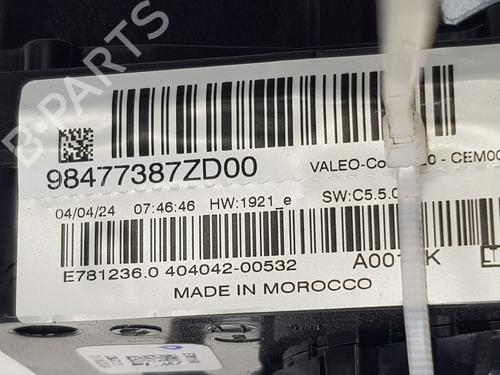 98477387ZD00
VALEO-Co
- CEM00
04/04/24 07:46:46 HW:1921_e SW:C5.5.0
E781236.0 404042-00532
MADE IN MOROCCO
B-PARTS